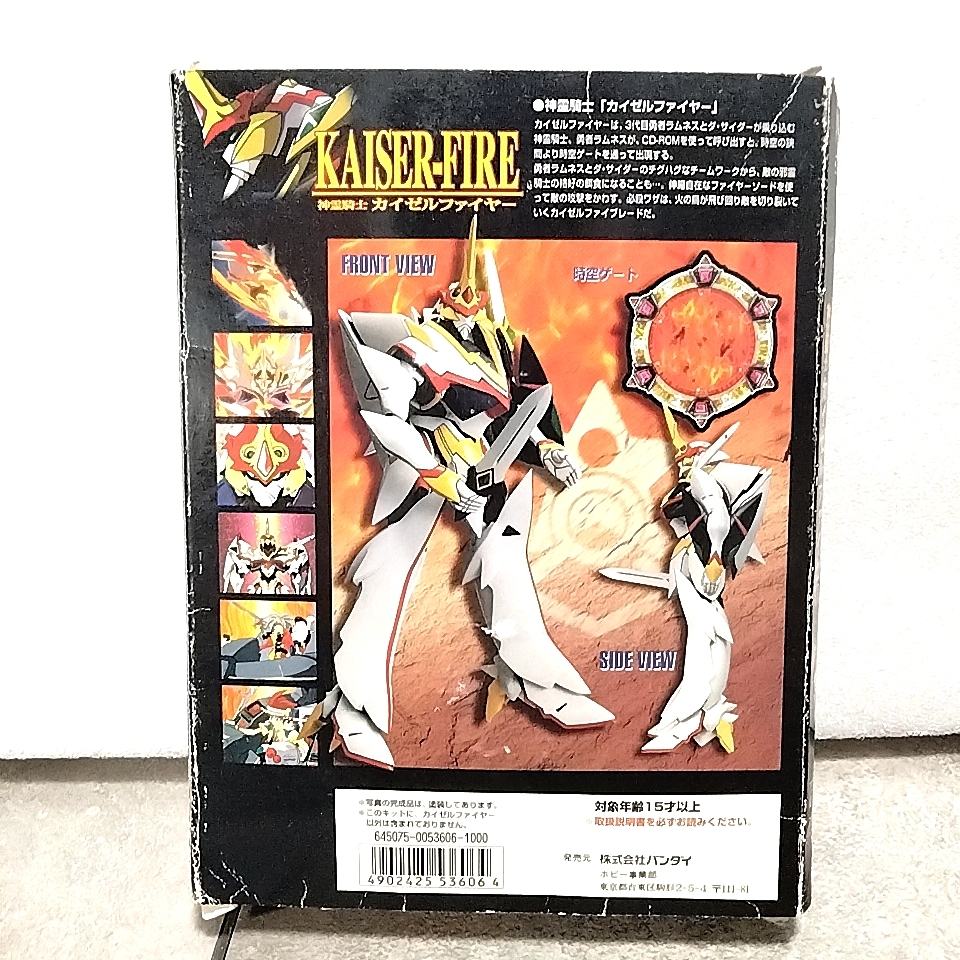 KAISER-FIRE
神霊騎士 カイゼルファイヤー
●神霊騎士「カイゼルファイヤー」
カイゼルファイヤーは、3代目勇者ラムネスとダ・サイダーが乗り込む
神霊騎士。勇者ラムネスが、CD-ROMを使って呼び出すと、時空の狭
間より時空ゲートを通って出現する。
勇者ラムネスとダ・サイダーのチグハグなチームワークから、敵の邪霊
騎士の格好の餌食になることも…。伸縮自在なファイヤーソードを使
って敵の攻撃をかわす。必殺ワザは、火の鳥が飛び回り敵を切り裂いて
いくカイゼルファイブレードだ。
FRONT VIEW
時空ゲート
SIDE VIEW
※写真の完成品は、塗装してあります。
※このキットに、カイゼルファイヤー
以外は含まれておりません。
645075-0053606-1000
4902425 536064
対象年齢15才以上
※取扱説明書を必ずお読みください。
発売元 株式会社バンダイ
ホビー事業部
東京都台東区駒形2-5-4 〒111-81